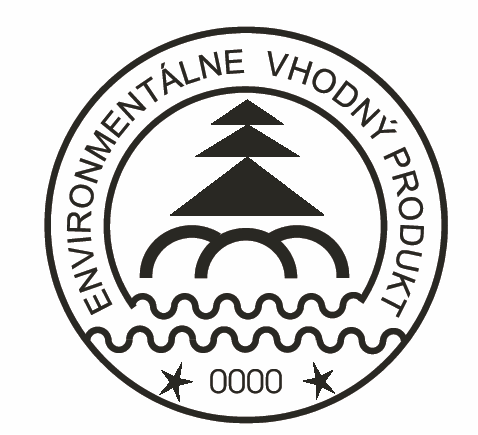 ENVIRONMENTÁLNE VHODNÝ PRODUKT
0000